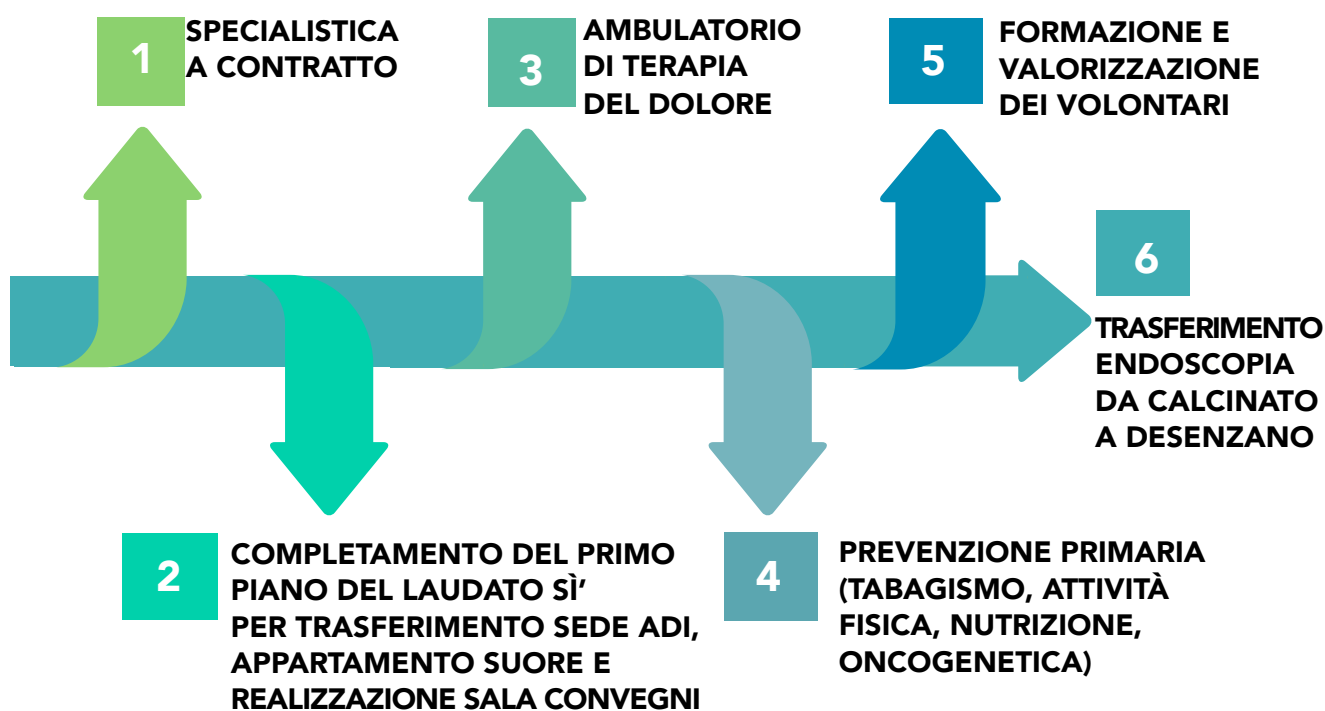 1
SPECIALISTICA
A CONTRATTO
2
COMPLETAMENTO DEL PRIMO
PIANO DEL LAUDATO SÌ'
PER TRASFERIMENTO SEDE ADI,
APPARTAMENTO SUORE E
REALIZZAZIONE SALA CONVEGNI
3
AMBULATORIO
DI TERAPIA
DEL DOLORE
4
PREVENZIONE PRIMARIA
(TABAGISMO, ATTIVITÀ
FISICA, NUTRIZIONE,
ONCOGENETICA)
5
FORMAZIONE E
VALORIZZAZIONE
DEI VOLONTARI
6
TRASFERIMENTO
ENDOSCOPIA
DA CALCINATO
A DESENZANO